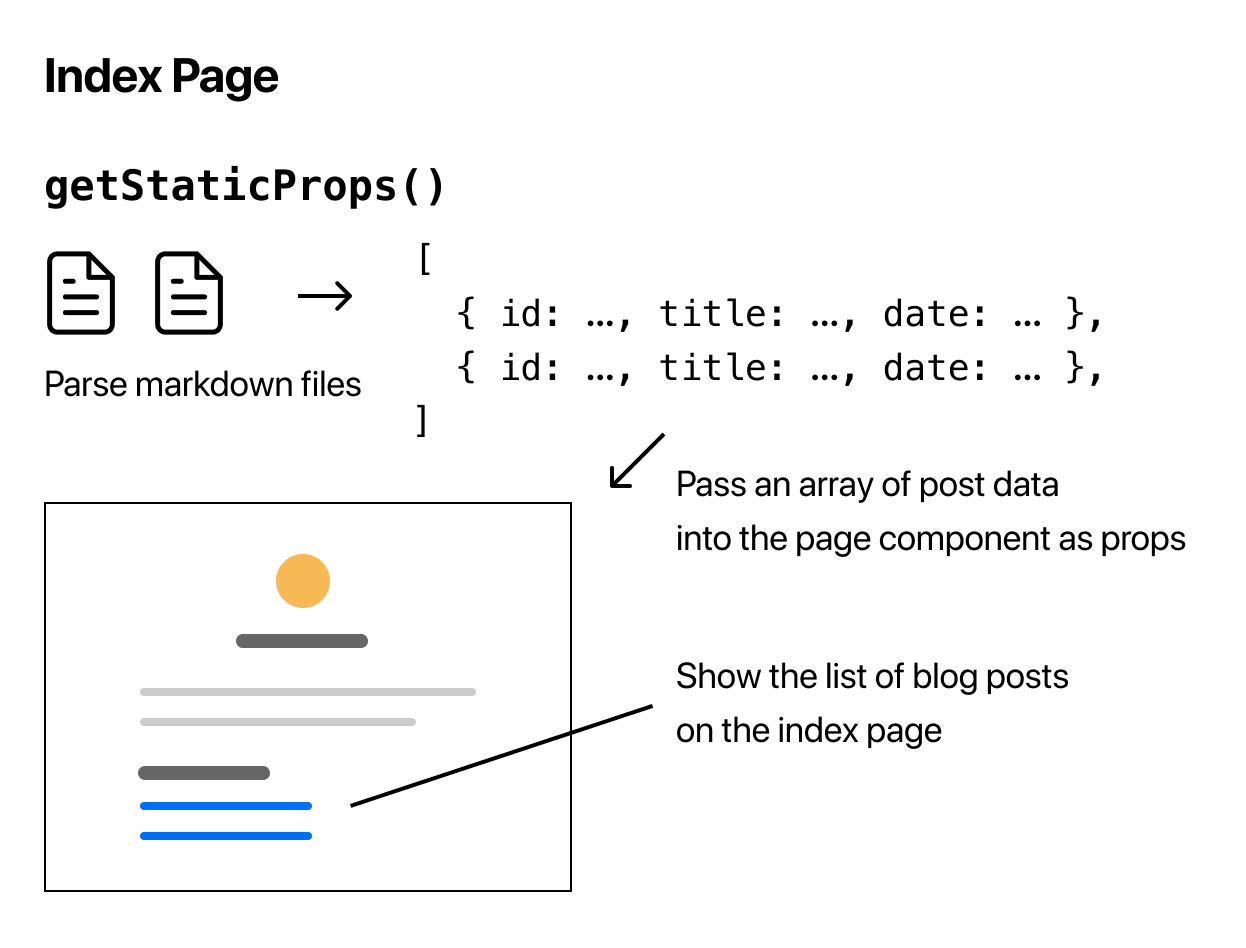 Index Page
getStaticProps()
[
{ id: …, title: …, date: … },
{ id: …, title: …, date: … },
]
Parse markdown files
Pass an array of post data
into the page component as props
Show the list of blog posts
on the index page